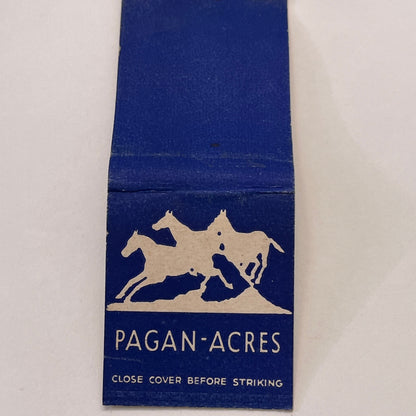 PAGAN-ACRES
CLOSE COVER BEFORE STRIKING